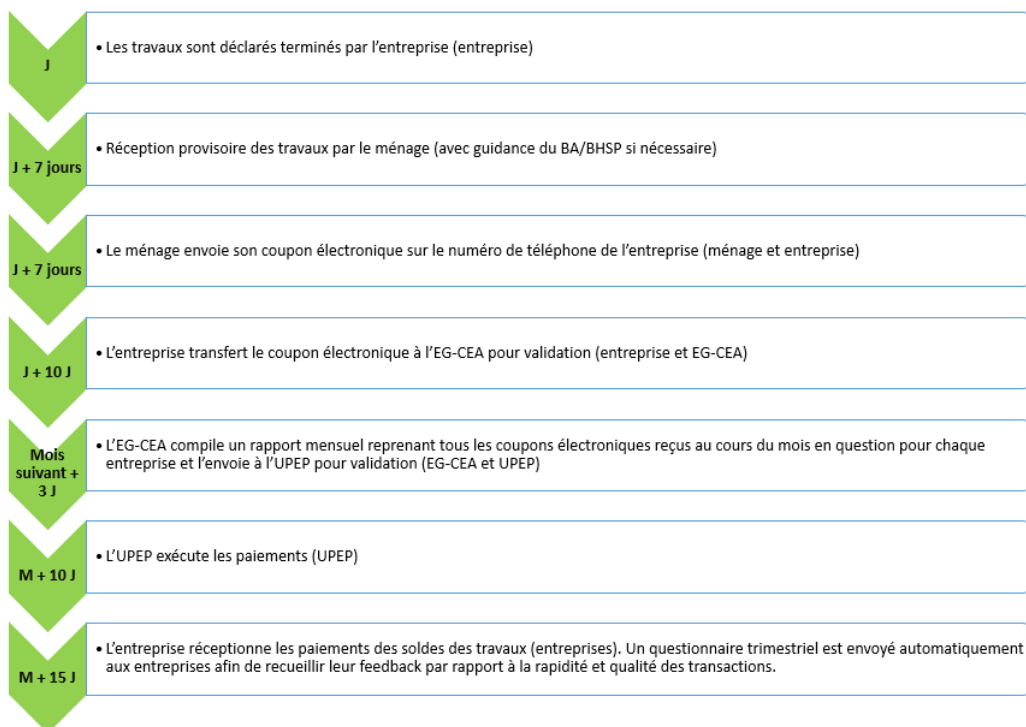 J
• Les travaux sont déclarés terminés par l'entreprise (entreprise)
J + 7 jours
• Réception provisoire des travaux par le ménage (avec guidance du BA/BHSP si nécessaire)
J + 7 jours
• Le ménage envoie son coupon électronique sur le numéro de téléphone de l'entreprise (ménage et entreprise)
J + 10 J
• L'entreprise transfert le coupon électronique à l'EG-CEA pour validation (entreprise et EG-CEA)
Mois
suivant +
3 J
• L'EG-CEA compile un rapport mensuel reprenant tous les coupons électroniques reçus au cours du mois en question pour chaque
entreprise et l'envoie à l'UPEP pour validation (EG-CEA et UPEP)
M + 10 J
• L'UPEP exécute les paiements (UPEP)
M + 15 J
• L'entreprise réceptionne les paiements des soldes des travaux (entreprises). Un questionnaire trimestriel est envoyé automatiquement
aux entreprises afin de recueillir leur feedback par rapport à la rapidité et qualité des transactions.